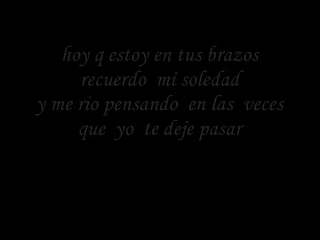 hoy q estoy en tus brazos
recuerdo mi soledad
y me rio pensando en las veces
que yo te deje pasar